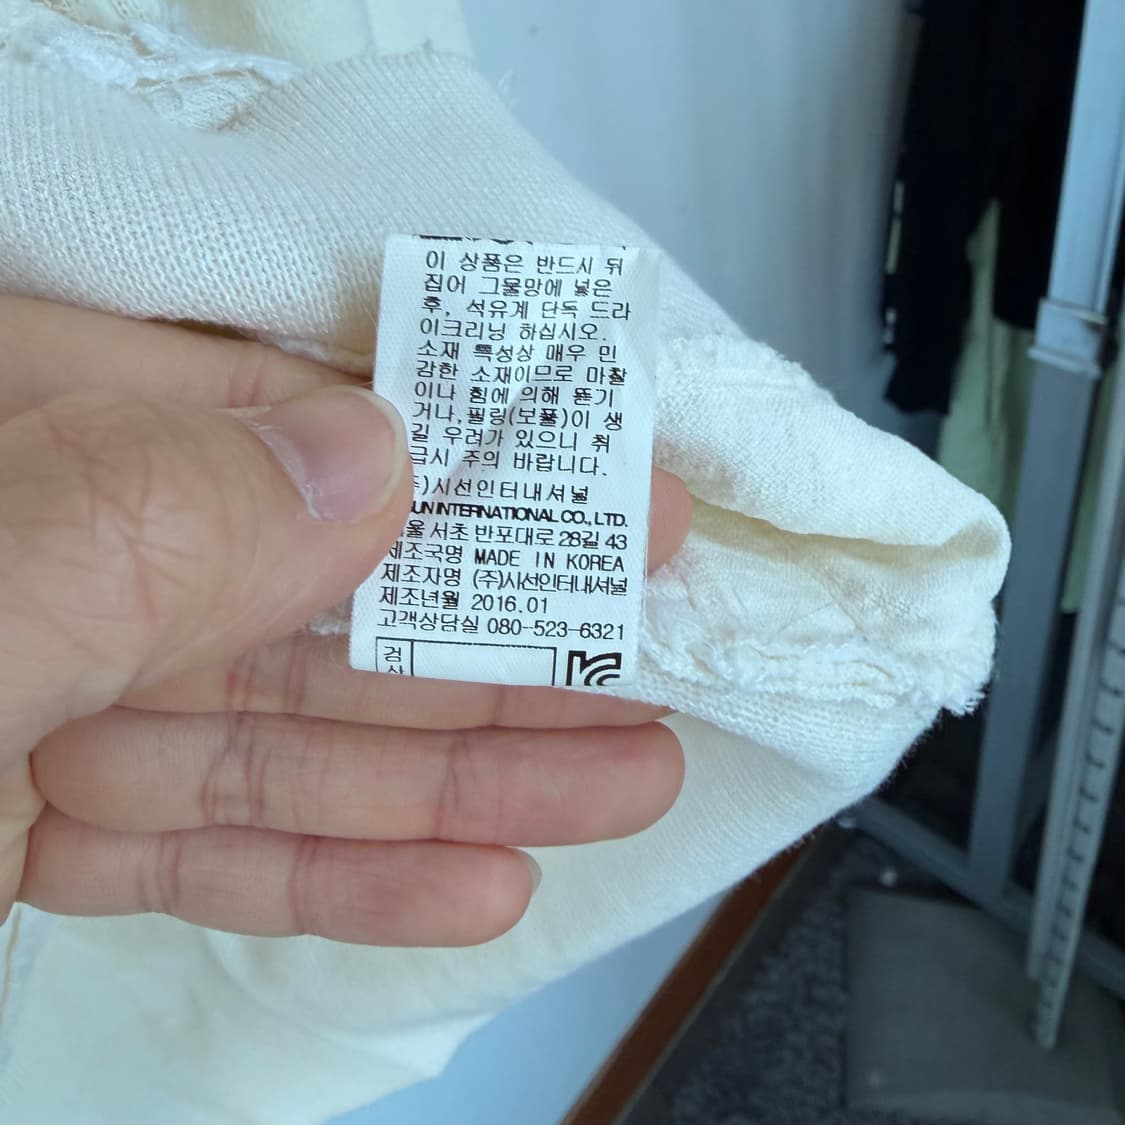 이 상품은 반드시 뒤
집어 그물망에 넣은
후, 석유계 단독 드라
이크리닝 하십시오.
소재 특성상 매우 민
감한 소재이므로 마찰
이나 힘에 의해 뜯기
거나,필링(보풀)이 생
길 우려가 있으니 취
급시 주의 바랍니다.
)시선인터내셔널
SUN INTERNATIONAL CO., LTD.
서울 서초 반포대로 28길 43
제조국명 MADE IN KOREA
제조자명 (주)시선인터내셔널
제조년월 2016.01
고객상담실 080-523-6321
검
사